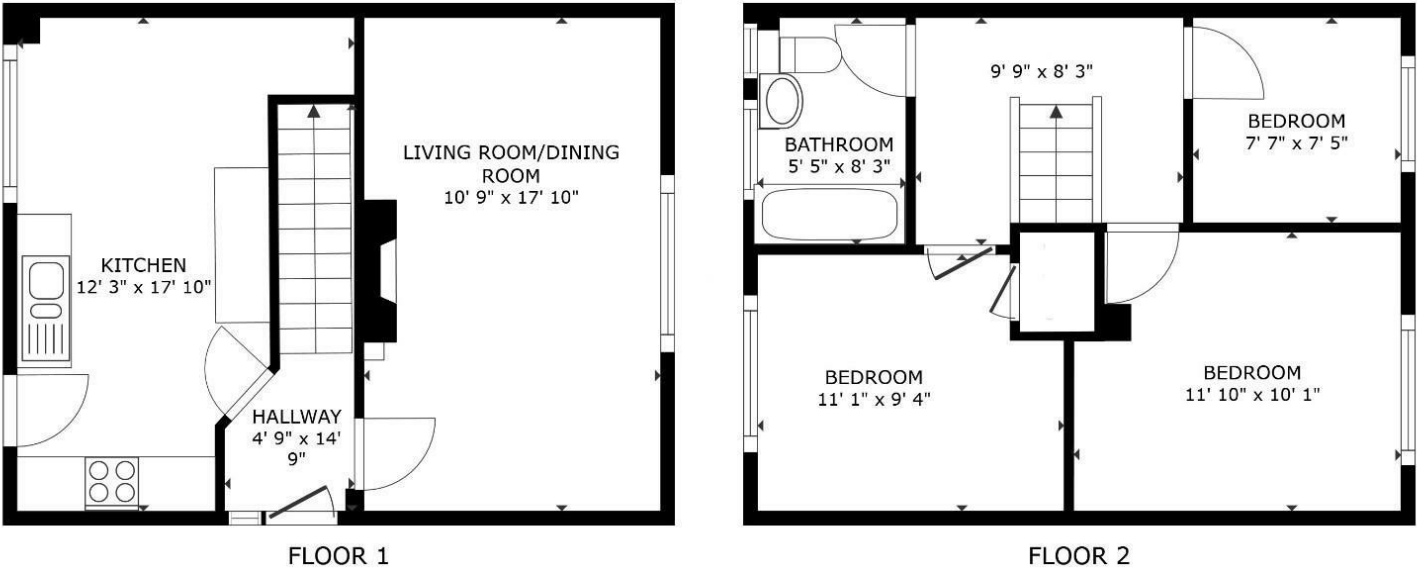 KITCHEN
12' 3" x 17' 10"
LIVING ROOM/DINING
ROOM
10' 9" x 17' 10"
HALLWAY
4' 9" x 14'
9"
FLOOR 1
BATHROOM
5' 5" x 8' 3"
9' 9" x 8' 3"
BEDROOM
7' 7" x 7' 5"
BEDROOM
11' 1" x 9' 4"
BEDROOM
11' 10" x 10' 1"
FLOOR 2